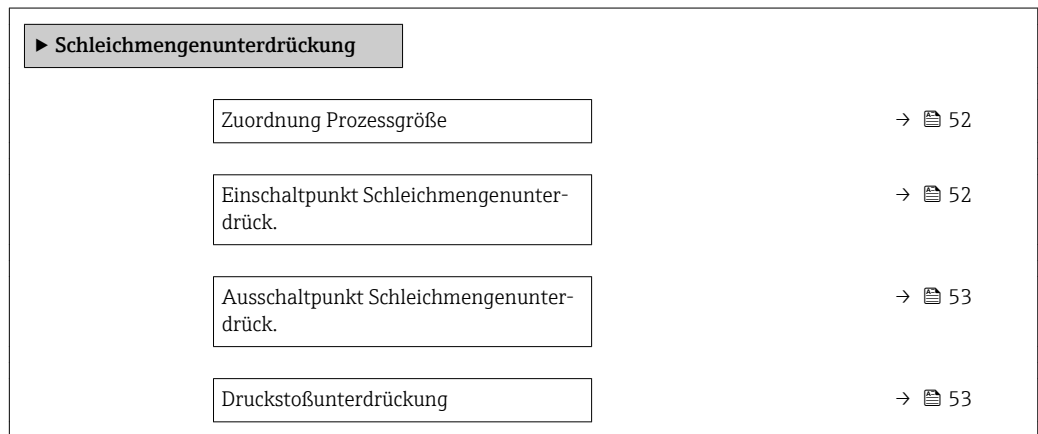 ▶ Schleichmengenunterdrückung
Zuordnung Prozessgröße → 52
Einschaltpunkt Schleichmengenunter-
drück. → 52
Ausschaltpunkt Schleichmengenunter-
drück. → 53
Druckstoßunterdrückung → 53